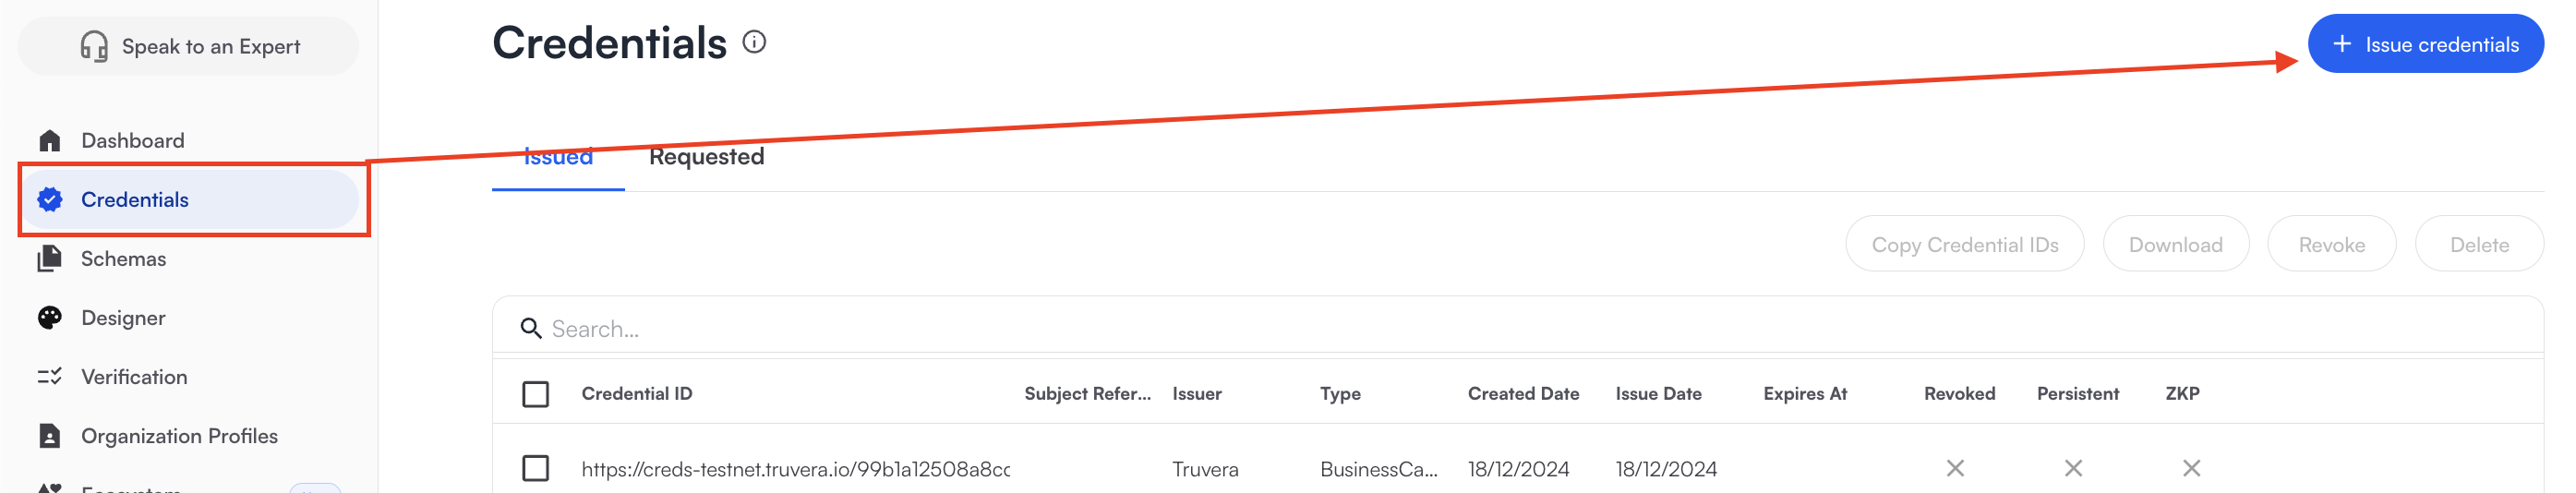 Speak to an Expert
Dashboard
Credentials
Schemas
Designer
Verification
Organization Profiles
Ecosystem
Credentials
+ Issue credentials
Issued Requested
Copy Credential IDs Download Revoke Delete
Search...
Credential ID Subject Refer... Issuer Type Created Date Issue Date Expires At Revoked Persistent ZKP
https://creds-testnet.truvera.io/99b1a12508a8cc Truvera BusinessCa... 18/12/2024 18/12/2024